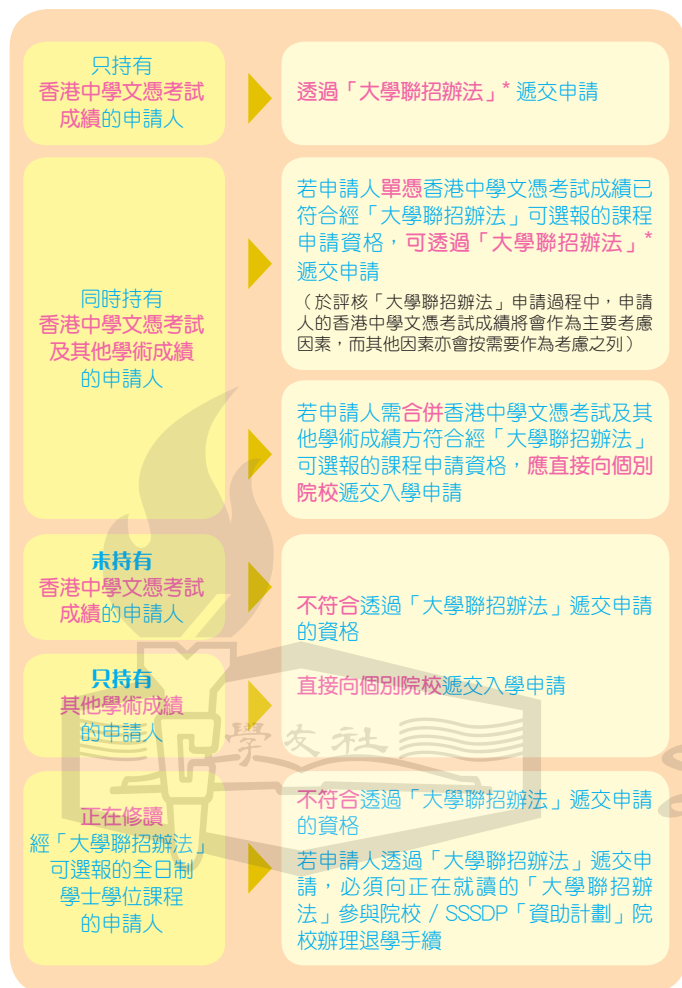 只持有
香港中學文憑考試
成績的申請人
透過「大學聯招辦法」* 遞交申請
同時持有
香港中學文憑考試
及其他學術成績
的申請人
若申請人單憑香港中學文憑考試成績已
符合經「大學聯招辦法」可選報的課程
申請資格，可透過「大學聯招辦法」*
遞交申請
（於評核「大學聯招辦法」申請過程中，申請
人的香港中學文憑考試成績將會作為主要考慮
因素，而其他因素亦會按需要作為考慮之列）
若申請人需合併香港中學文憑考試及其
他學術成績方符合經「大學聯招辦法」
可選報的課程申請資格，應直接向個別
院校遞交入學申請
未持有
香港中學文憑考試
成績的申請人
只持有
其他學術成績
的申請人
不符合透過「大學聯招辦法」遞交申請
的資格
直接向個別院校遞交入學申請
學友社
正在修讀
經「大學聯招辦法」
可選報的全日制
學士學位課程
的申請人
不符合透過「大學聯招辦法」遞交申請
的資格
若申請人透過「大學聯招辦法」遞交申
請，必須向正在就讀的「大學聯招辦
法」參與院校 / SSSDP「資助計劃」院
校辦理退學手續